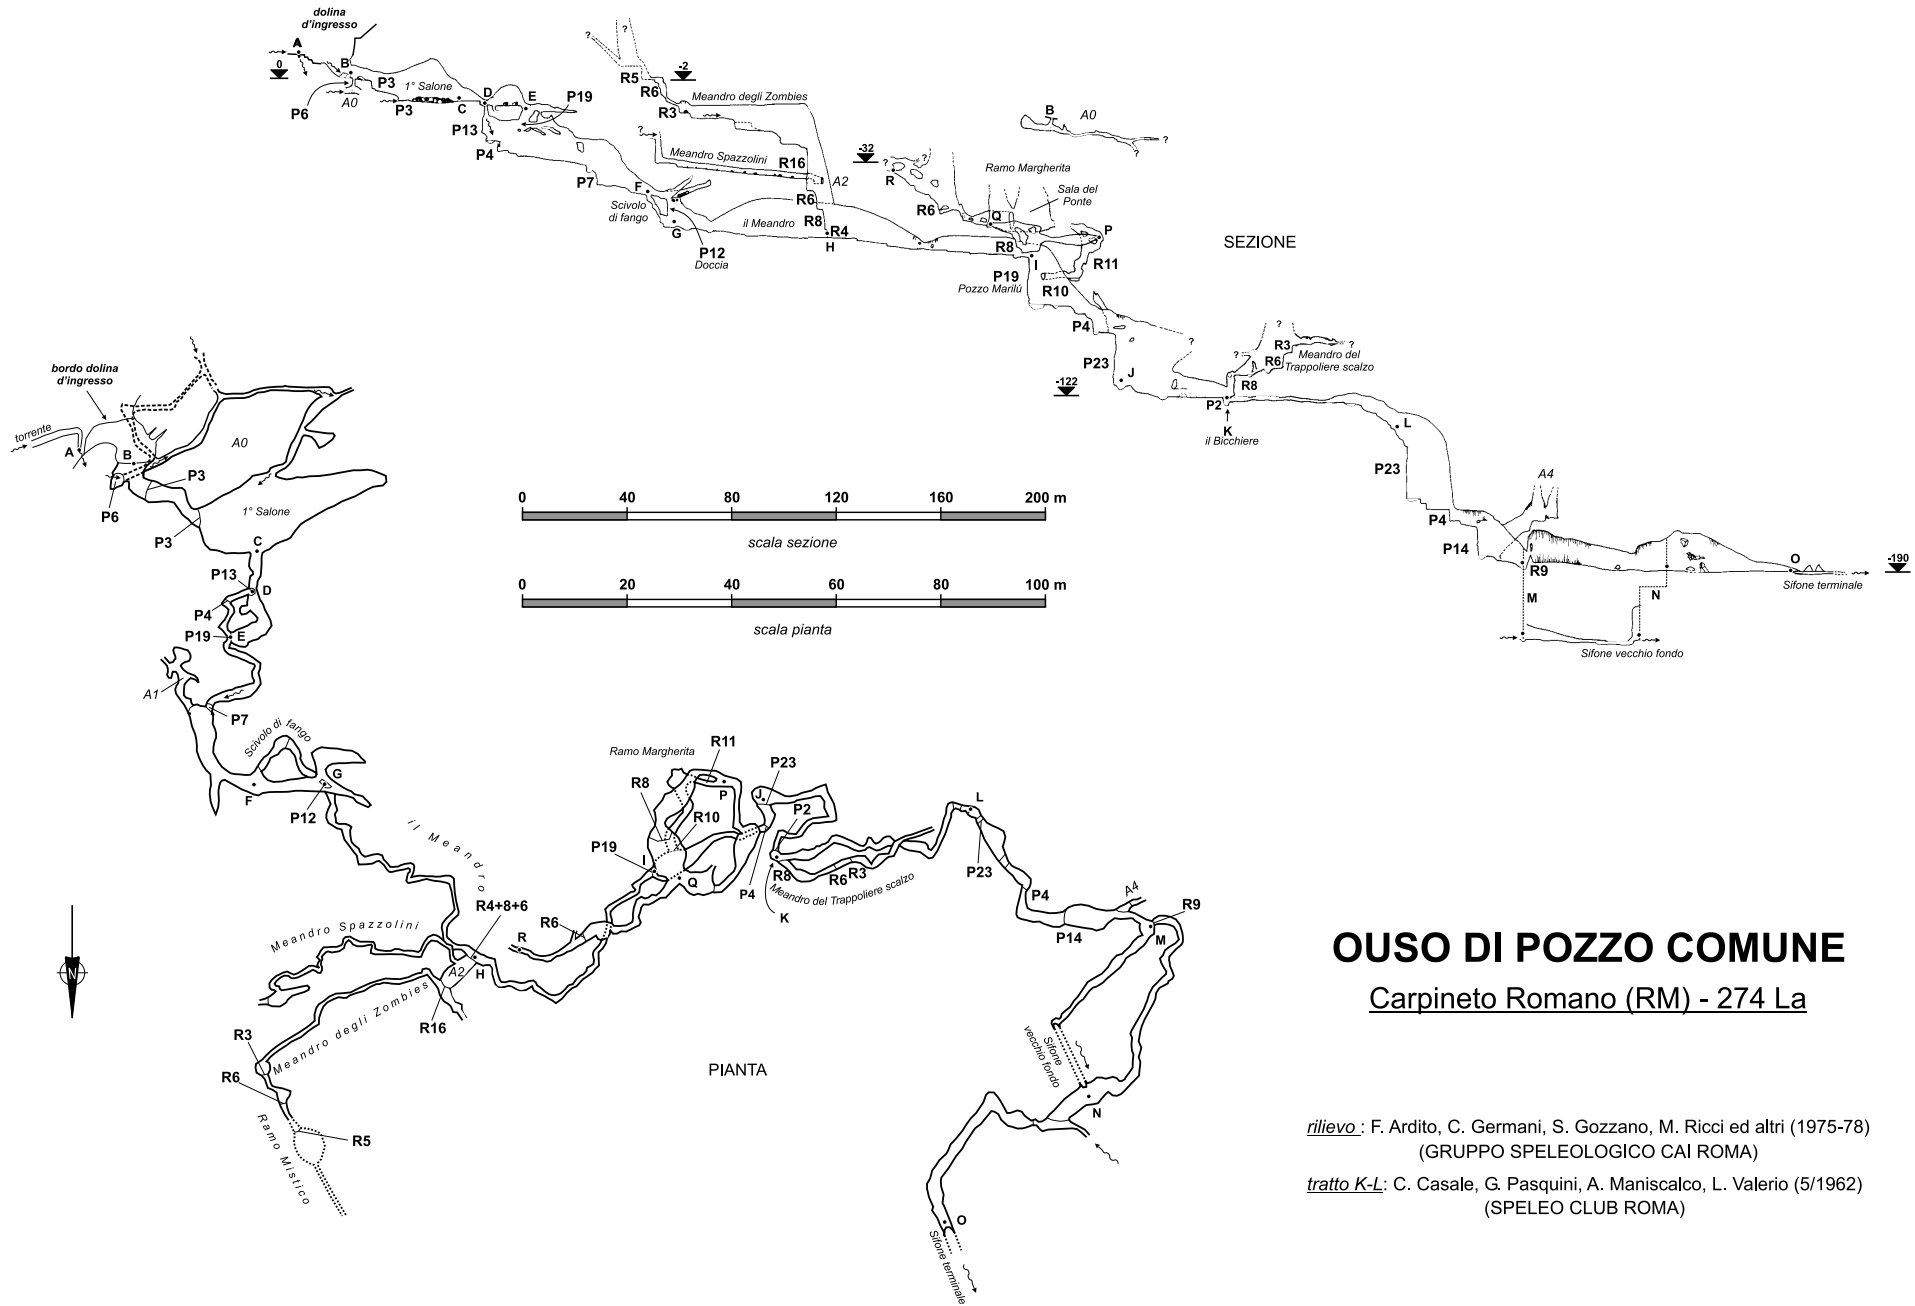 dolina
d'ingresso
A
0
B
P3
1° Salone
P6
A0
P3
C
D
E
P19
P13
P4
P7
F
Scivolo
di fango
G
P12
Doccia
il Meandro
?
?
R5
-2
R6
R3
Meandro degli Zombies
?
Meandro Spazzolini
R16
A2
R6
R8
R4
H
-32
?
?
R
R6
Ramo Margherita
Sala del
Ponte
Q
P
R8
I
R11
P19
Pozzo Marilú
R10
B
A0
?
?
SEZIONE
P4
P23
J
-122
?
?
?
R3
?
R6
Meandro del
Trappoliere scalzo
R8
P2
K
il Bicchiere
L
P23
P4
P14
A4
R9
M
N
O
Sifone terminale
-190
Sifone vecchio fondo
0 40 80 120 160 200 m
scala sezione
0 20 40 60 80 100 m
scala pianta
bordo dolina
d'ingresso
torrente
A
B
A0
P3
P6
P3
1° Salone
C
P13
D
P4
P19
E
A1
P7
Scivolo di fango
G
F
P12
il Meandro
Meandro Spazzolini
R4+8+6
A2
H
Meandro degli Zombies
R16
R3
R6
R5
Ramo Mistico
N
Ramo Margherita
R11
P23
R8
P
J
P2
R10
P19
I
Q
P4
R8
R6
R3
Meandro del Trappoliere scalzo
K
R6
R
L
P23
P4
A4
R9
P14
M
Sifone
vecchio fondo
N
O
Sifone terminale
PIANTA
OUSO DI POZZO COMUNE
Carpineto Romano (RM) - 274 La
rilievo : F. Ardito, C. Germani, S. Gozzano, M. Ricci ed altri (1975-78)
(GRUPPO SPELEOLOGICO CAI ROMA)
tratto K-L: C. Casale, G. Pasquini, A. Maniscalco, L. Valerio (5/1962)
(SPELEO CLUB ROMA)